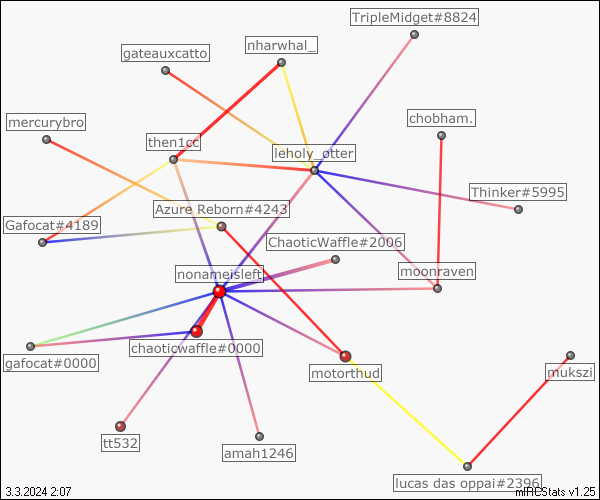 TripleMidget#8824
nharwhal_
gateauxcatto
chobham.
mercurybro
then1cc
leholy_otter
Thinker#5995
Azure Reborn#4243
Gafocat#4189
ChaoticWaffle#2006
nonameisleft
moonraven
chaoticwaffle#0000
gafocat#0000
motorthud
mukszi
tt532
amah1246
lucas das oppai#2396
3.3.2024 2:07
mIRCStats v1.25